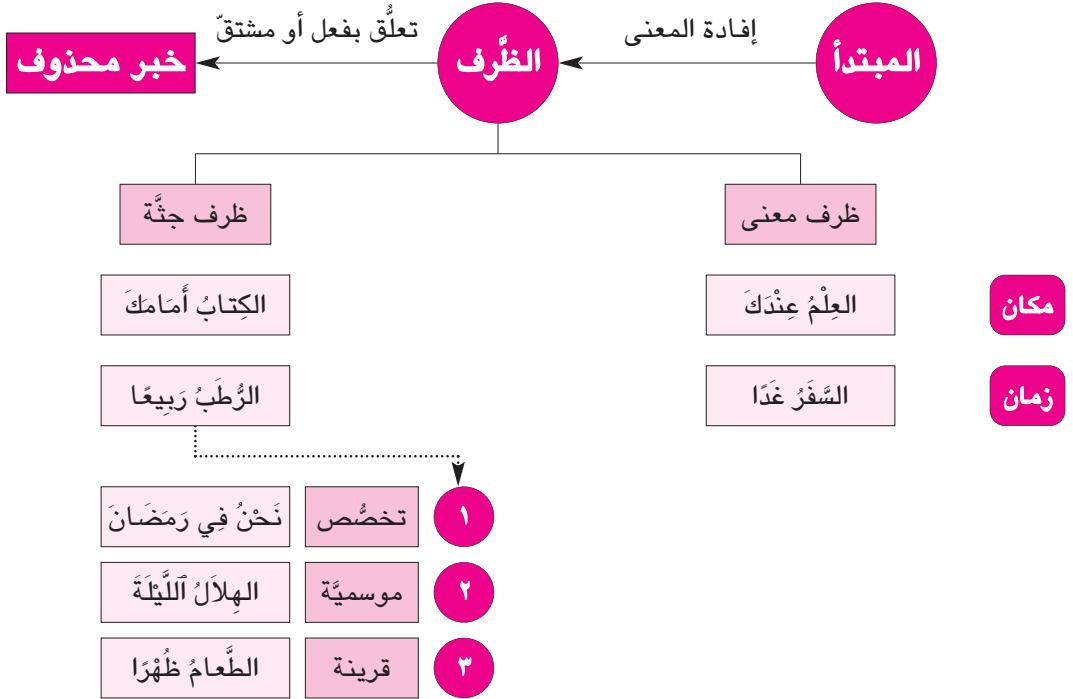 المبتدأ
إفادة المعنى
الظَّرف
تعلُّق بفعل أو مشتقّ
خبر محذوف
ظرف معنى
ظرف جثَّة
مكان
العِلْمُ عِنْدَكَ
الكِتابُ أَمَامَكَ
زمان
السَّفَرُ غَدًا
الرُّطَبُ رَبِيعًا
١
تخصُّص
نَحْنُ فِي رَمَضَانَ
٢
موسميَّة
الهِلاَلُ ٱللَّيْلَةَ
٣
قرينة
الطَّعامُ ظُهْرًا